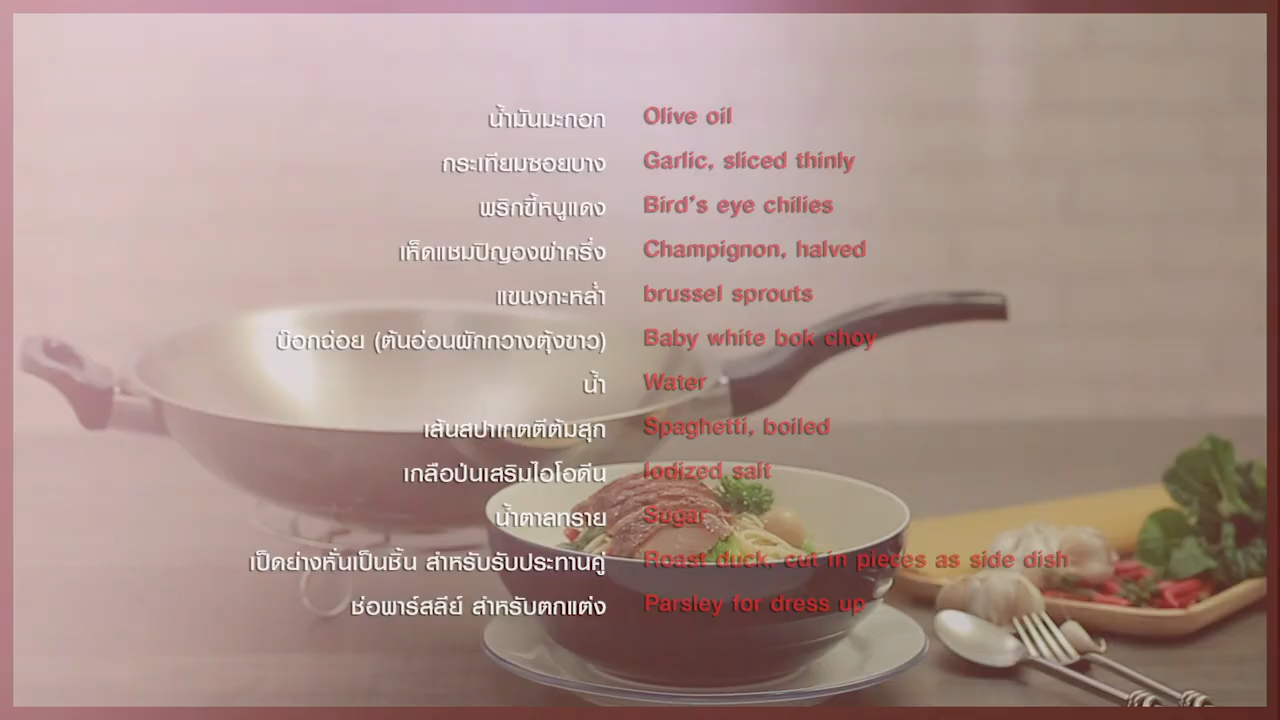 น้ำมันมะกอก Olive oil
กระเทียมซอยบาง Garlic, sliced thinly
พริกขี้หนูแดง Bird's eye chilies
เห็ดแชมปิญองผ่าครึ่ง Champignon, halved
แขนงกะหล่ำ brussel sprouts
บ๊อกฉ่อย (ต้นอ่อนผักกวางตุ้งขาว) Baby white bok choy
น้ำ Water
เส้นสปาเกตตีต้มสุก Spaghetti, boiled
เกลือป่นเสริมไอโอดีน Iodized salt
น้ำตาลทราย Sugar
เป็ดย่างหั่นเป็นชิ้น สำหรับรับประทานคู่ Roast duck, cut in pieces as side dish
ช่อพาร์สลีย์ สำหรับตกแต่ง Parsley for dress up